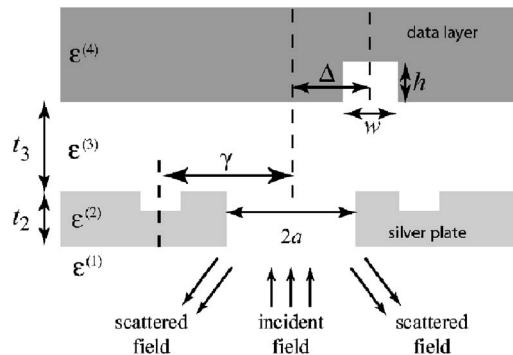 data layer
ε(4)
Δ
h
w
t3
ε(3)
γ
t2
ε(2)
2a
silver plate
ε(1)
scattered
field
incident
field
scattered
field